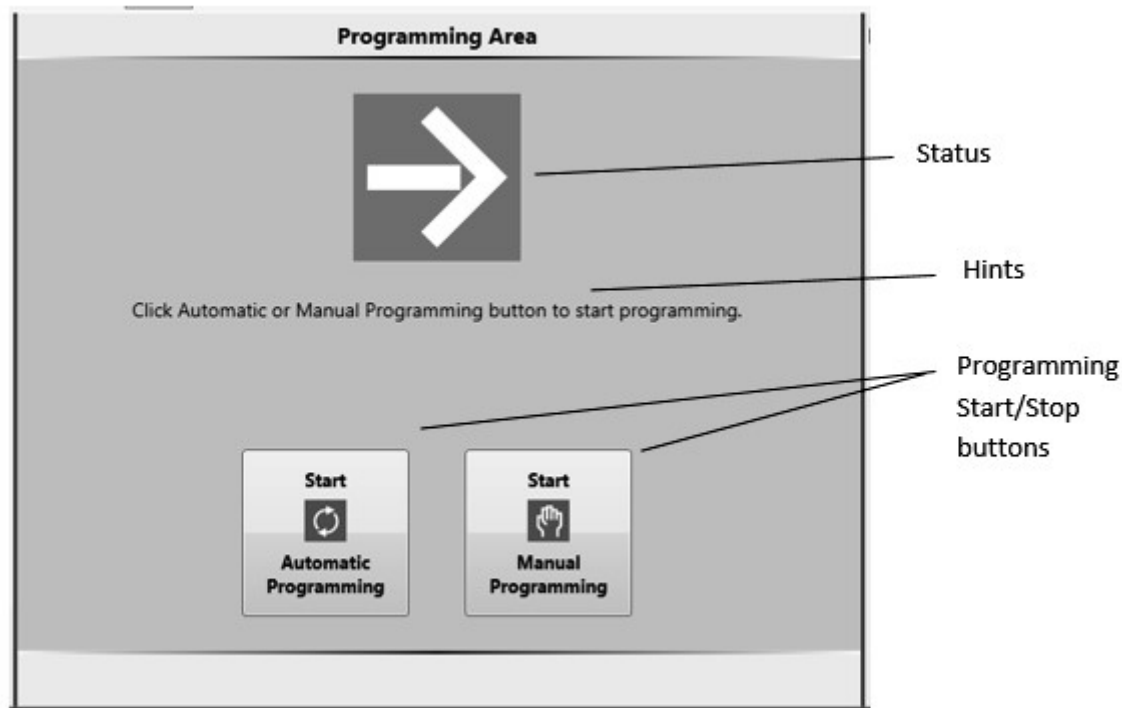 Programming Area
Status
Hints
Click Automatic or Manual Programming button to start programming.
Programming
Start/Stop
buttons
Start
Automatic
Programming
Start
Manual
Programming